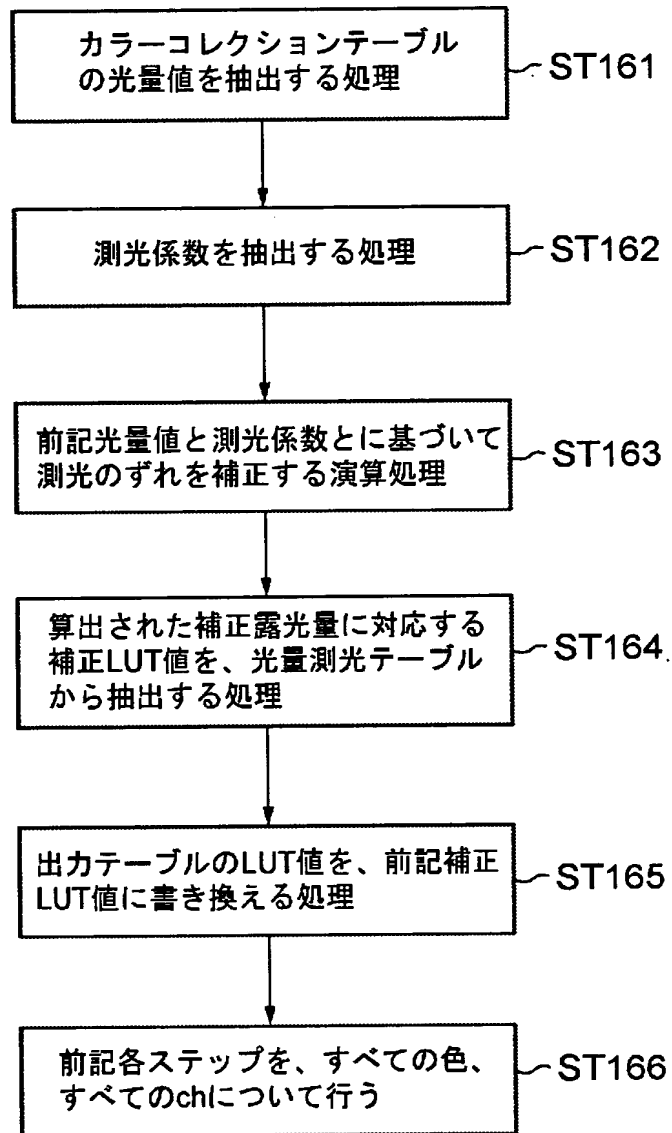 カラーコレクションテーブル
の光量値を抽出する処理
ST161
測光係数を抽出する処理
ST162
前記光量値と測光係数とに基づいて
測光のずれを補正する演算処理
ST163
算出された補正露光量に対応する
補正LUT値を、光量測光テーブル
から抽出する処理
ST164
出力テーブルのLUT値を、前記補正
LUT値に書き換える処理
ST165
前記各ステップを、すべての色、
すべてのchについて行う
ST166